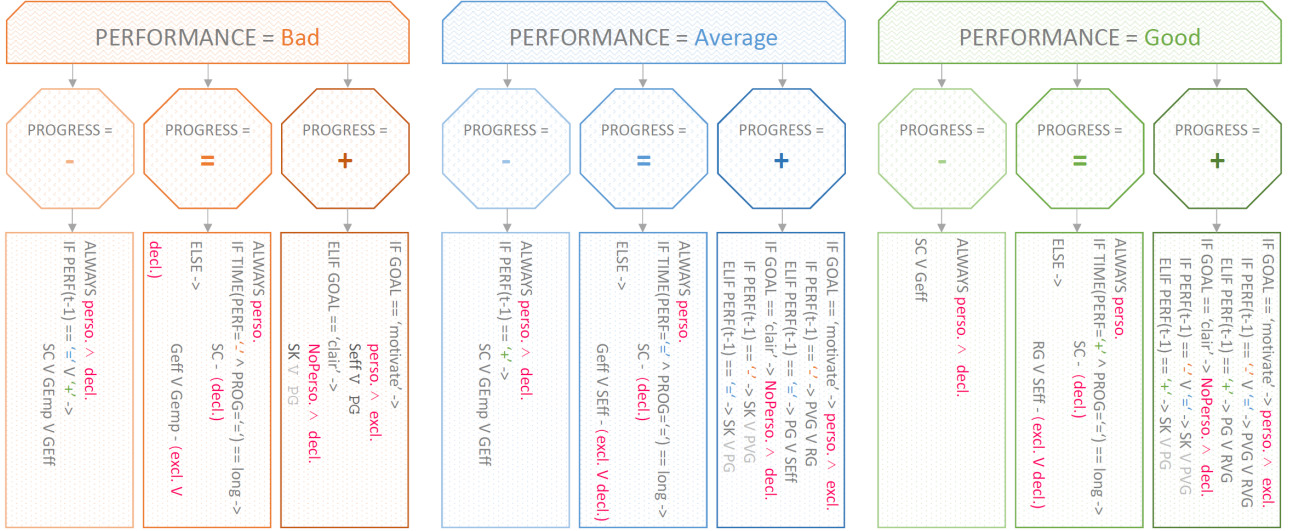 PERFORMANCE = Bad
PROGRESS =
-
PROGRESS =
=
PROGRESS =
+
ALWAYS perso. ^ decl.
IF PERF(t-1) == '=' V '+' ->
SC V GEmp V GEff
ALWAYS perso.
IF TIME(PERF='-' ^ PROG='=') == long ->
SC - (decl.)
ELSE ->
Geff V Gemp - (excl. V
decl.)
IF GOAL == 'motivate' ->
perso. ^ excl.
Seff V PG
ELIF GOAL == 'clair' ->
NoPerso. ^ decl.
SK V PG
PERFORMANCE = Average
PROGRESS =
-
PROGRESS =
=
PROGRESS =
+
ALWAYS perso. ^ decl.
IF PERF(t-1) == '+' ->
SC V GEmp V GEff
ALWAYS perso.
IF TIME(PERF='=' ^ PROG='=') == long ->
SC - (decl.)
ELSE ->
Geff V SEff - (excl. V decl.)
IF GOAL == 'motivate' -> perso. ^ excl.
IF PERF(t-1) == '-' -> PVG V RG
ELIF PERF(t-1) == '=' -> PG V SEff
IF GOAL == 'clair' -> NoPerso. ^ decl.
IF PERF(t-1) == '-' -> SK V PVG
ELIF PERF(t-1) == '=' -> SK V PG
PERFORMANCE = Good
PROGRESS =
-
PROGRESS =
=
PROGRESS =
+
ALWAYS perso. ^ decl.
SC V Geff
ALWAYS perso.
IF TIME(PERF='+' ^ PROG='=') == long ->
SC - (decl.)
ELSE ->
RG V SEff - (excl. V decl.)
IF GOAL == 'motivate' -> perso. ^ excl.
IF PERF(t-1) == '-' V '=' -> PVG V RVG
ELIF PERF(t-1) == '+' -> PG V RVG
IF GOAL == 'clair' -> NoPerso. ^ decl.
IF PERF(t-1) == '-' V '=' -> SK V PVG
ELIF PERF(t-1) == '+' -> SK V PG